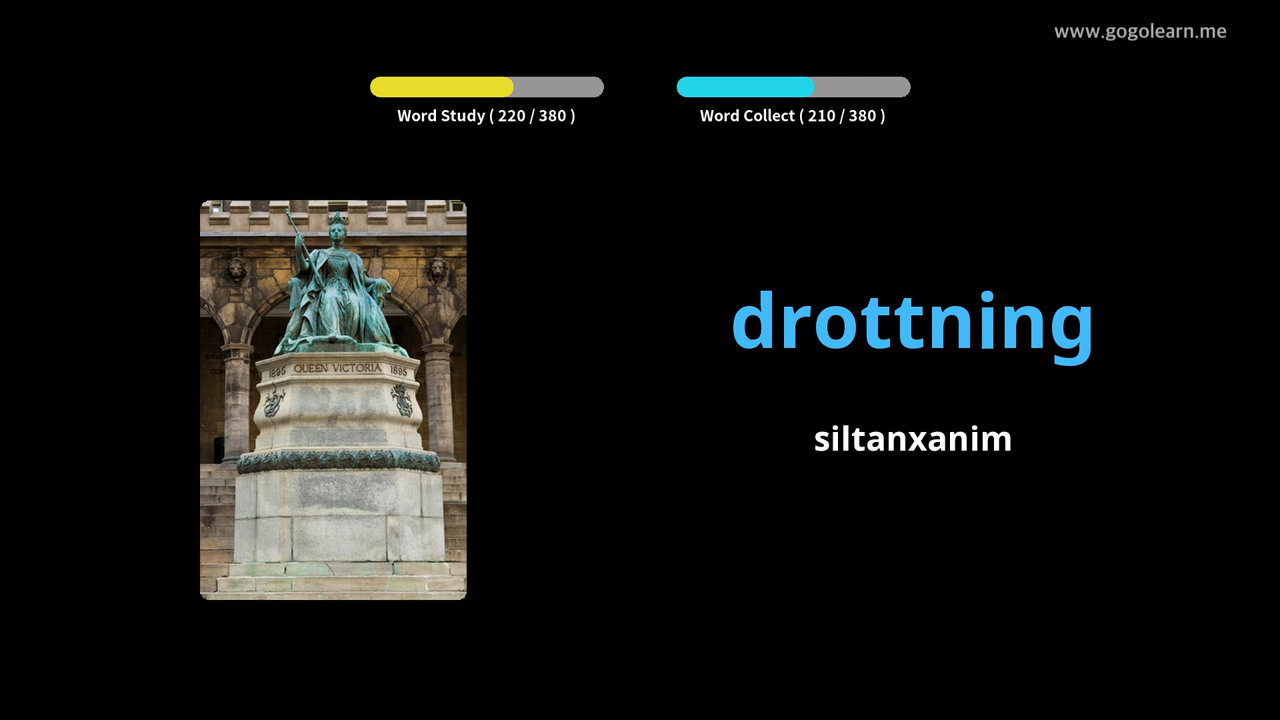 www.gogolearn.me
Word Study ( 220 / 380 )
Word Collect ( 210 / 380 )
1895 QUEEN VICTORIA 1895
drottning
siltanxanim